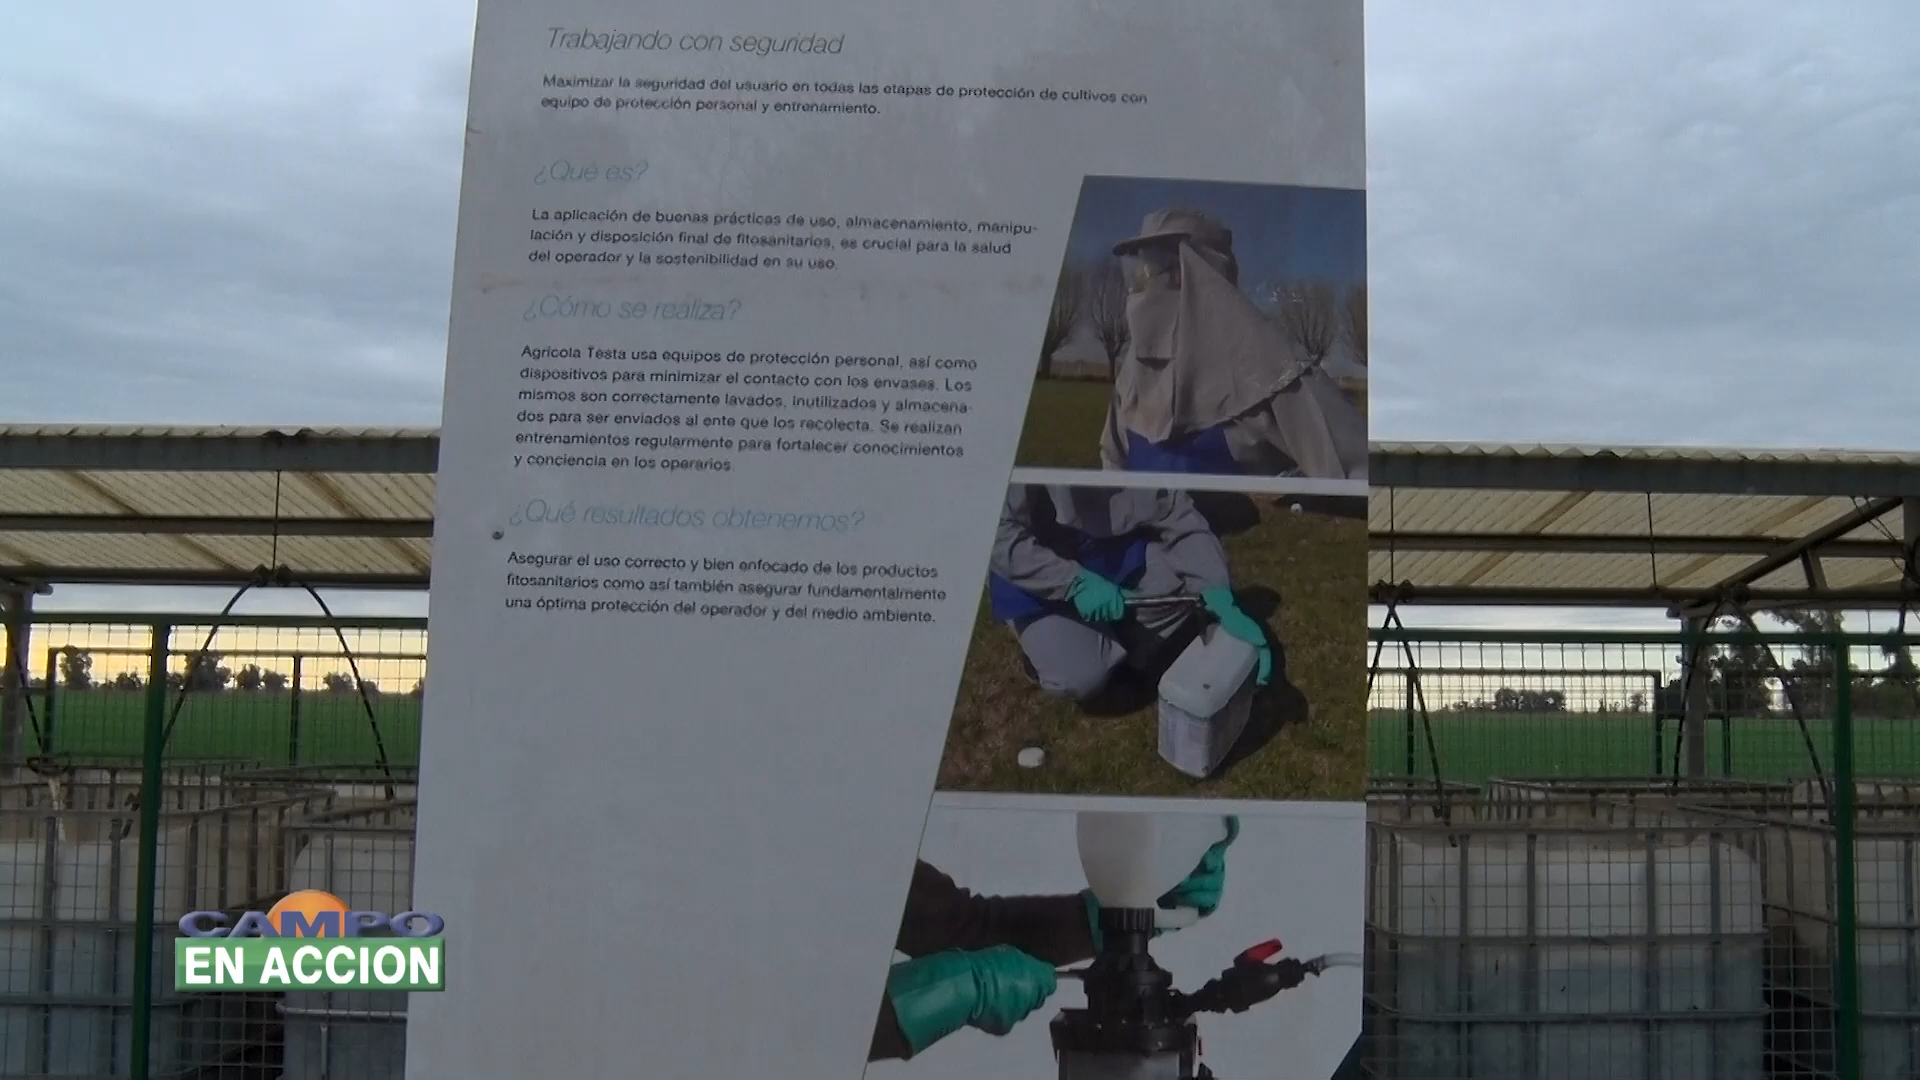 Trabajando con seguridad
Maximizar la seguridad del usuario en todas las etapas de protección de cultivos con
equipo de protección personal y entrenamiento.
¿Qué es?
La aplicación de buenas prácticas de uso, almacenamiento, manipu-
lación y disposición final de fitosanitarios, es crucial para la salud
del operador y la sostenibilidad en su uso.
¿Cómo se realiza?
Agrícola Testa usa equipos de protección personal, así como
dispositivos para minimizar el contacto con los envases. Los
mismos son correctamente lavados, inutilizados y almacena-
dos para ser enviados al ente que los recolecta. Se realizan
entrenamientos regularmente para fortalecer conocimientos
y conciencia en los operarios.
¿Qué resultados obtenemos?
Asegurar el uso correcto y bien enfocado de los productos
fitosanitarios como así también asegurar fundamentalmente
una óptima protección del operador y del medio ambiente.
CAMPO
EN ACCION